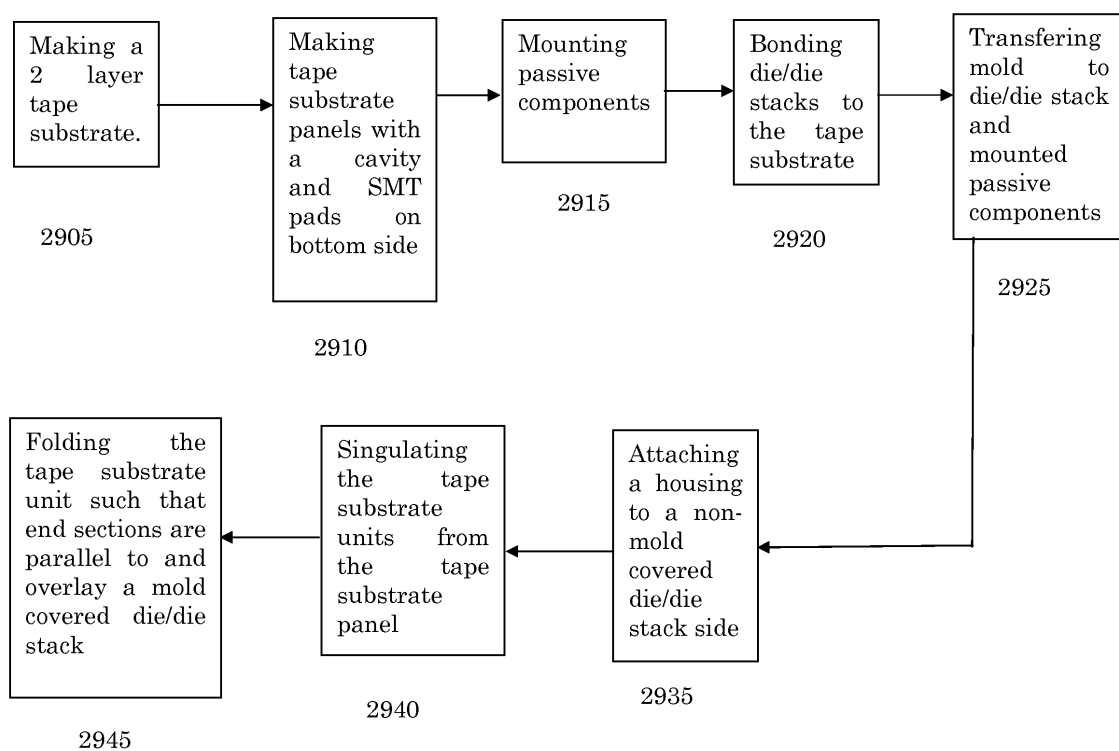 Making a
2 layer
tape
substrate.
2905
Making
tape
substrate
panels with
a cavity
and SMT
pads on
bottom side
2910
Mounting
passive
components
2915
Bonding
die/die
stacks to
the tape
substrate
2920
Transfering
mold to
die/die stack
and
mounted
passive
components
2925
Attaching
a housing
to a non-
mold
covered
die/die
stack side
2935
Singulating
the tape
substrate
units from
the tape
substrate
panel
2940
Folding the
tape substrate
unit such that
end sections are
parallel to and
overlay a mold
covered die/die
stack
2945